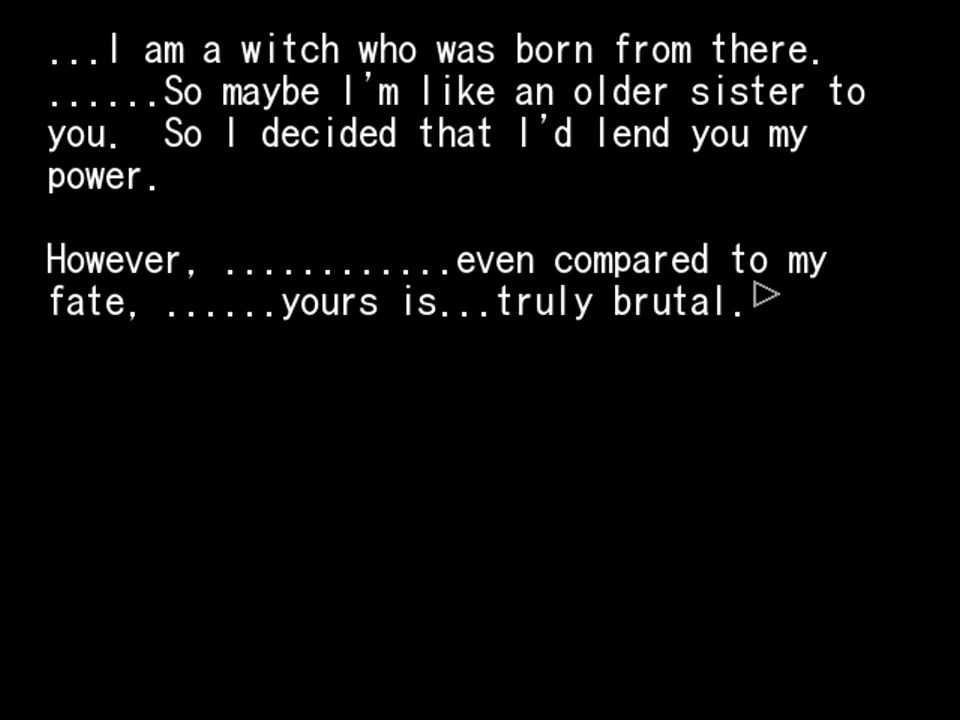 ...I am a witch who was born from there.
......So maybe I'm like an older sister to
you.  So I decided that I'd lend you my
power.
However, ............even compared to my
fate, ......yours is...truly brutal.